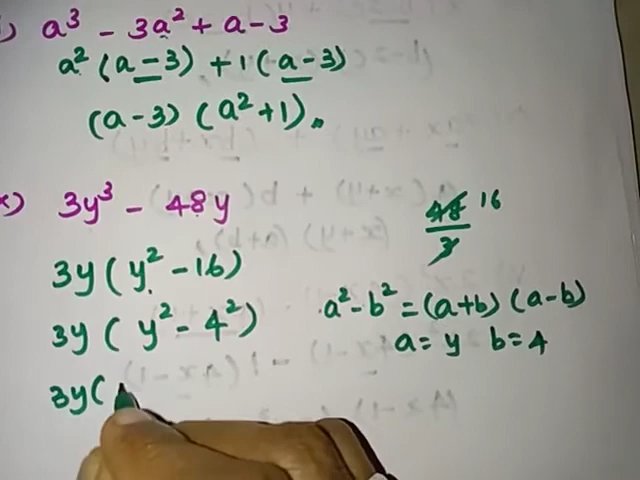 ) a³ - 3a² + a - 3
a² (a-3) + 1 (a-3)
(a-3) (a² + 1) 〃
x) 3y³ - 48y
48/3 16
3y (y² - 16)
3y ( y² - 4²)
a² - b² = (a+b) (a-b)
a = y b = 4
3y (